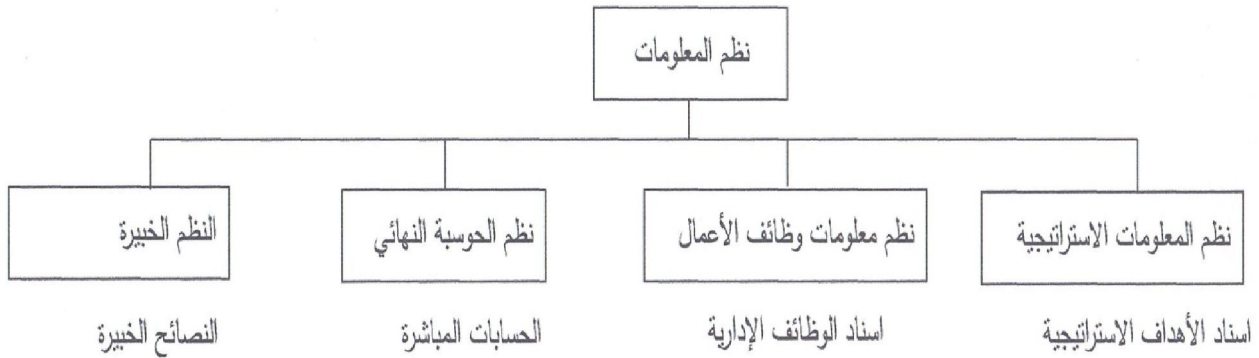 نظم المعلومات
نظم المعلومات الاستراتيجية
نظم معلومات وظائف الأعمال
نظم الحوسبة النهائي
النظم الخبيرة
اسناد الأهداف الاستراتيجية
اسناد الوظائف الإدارية
الحسابات المباشرة
النصائح الخبيرة